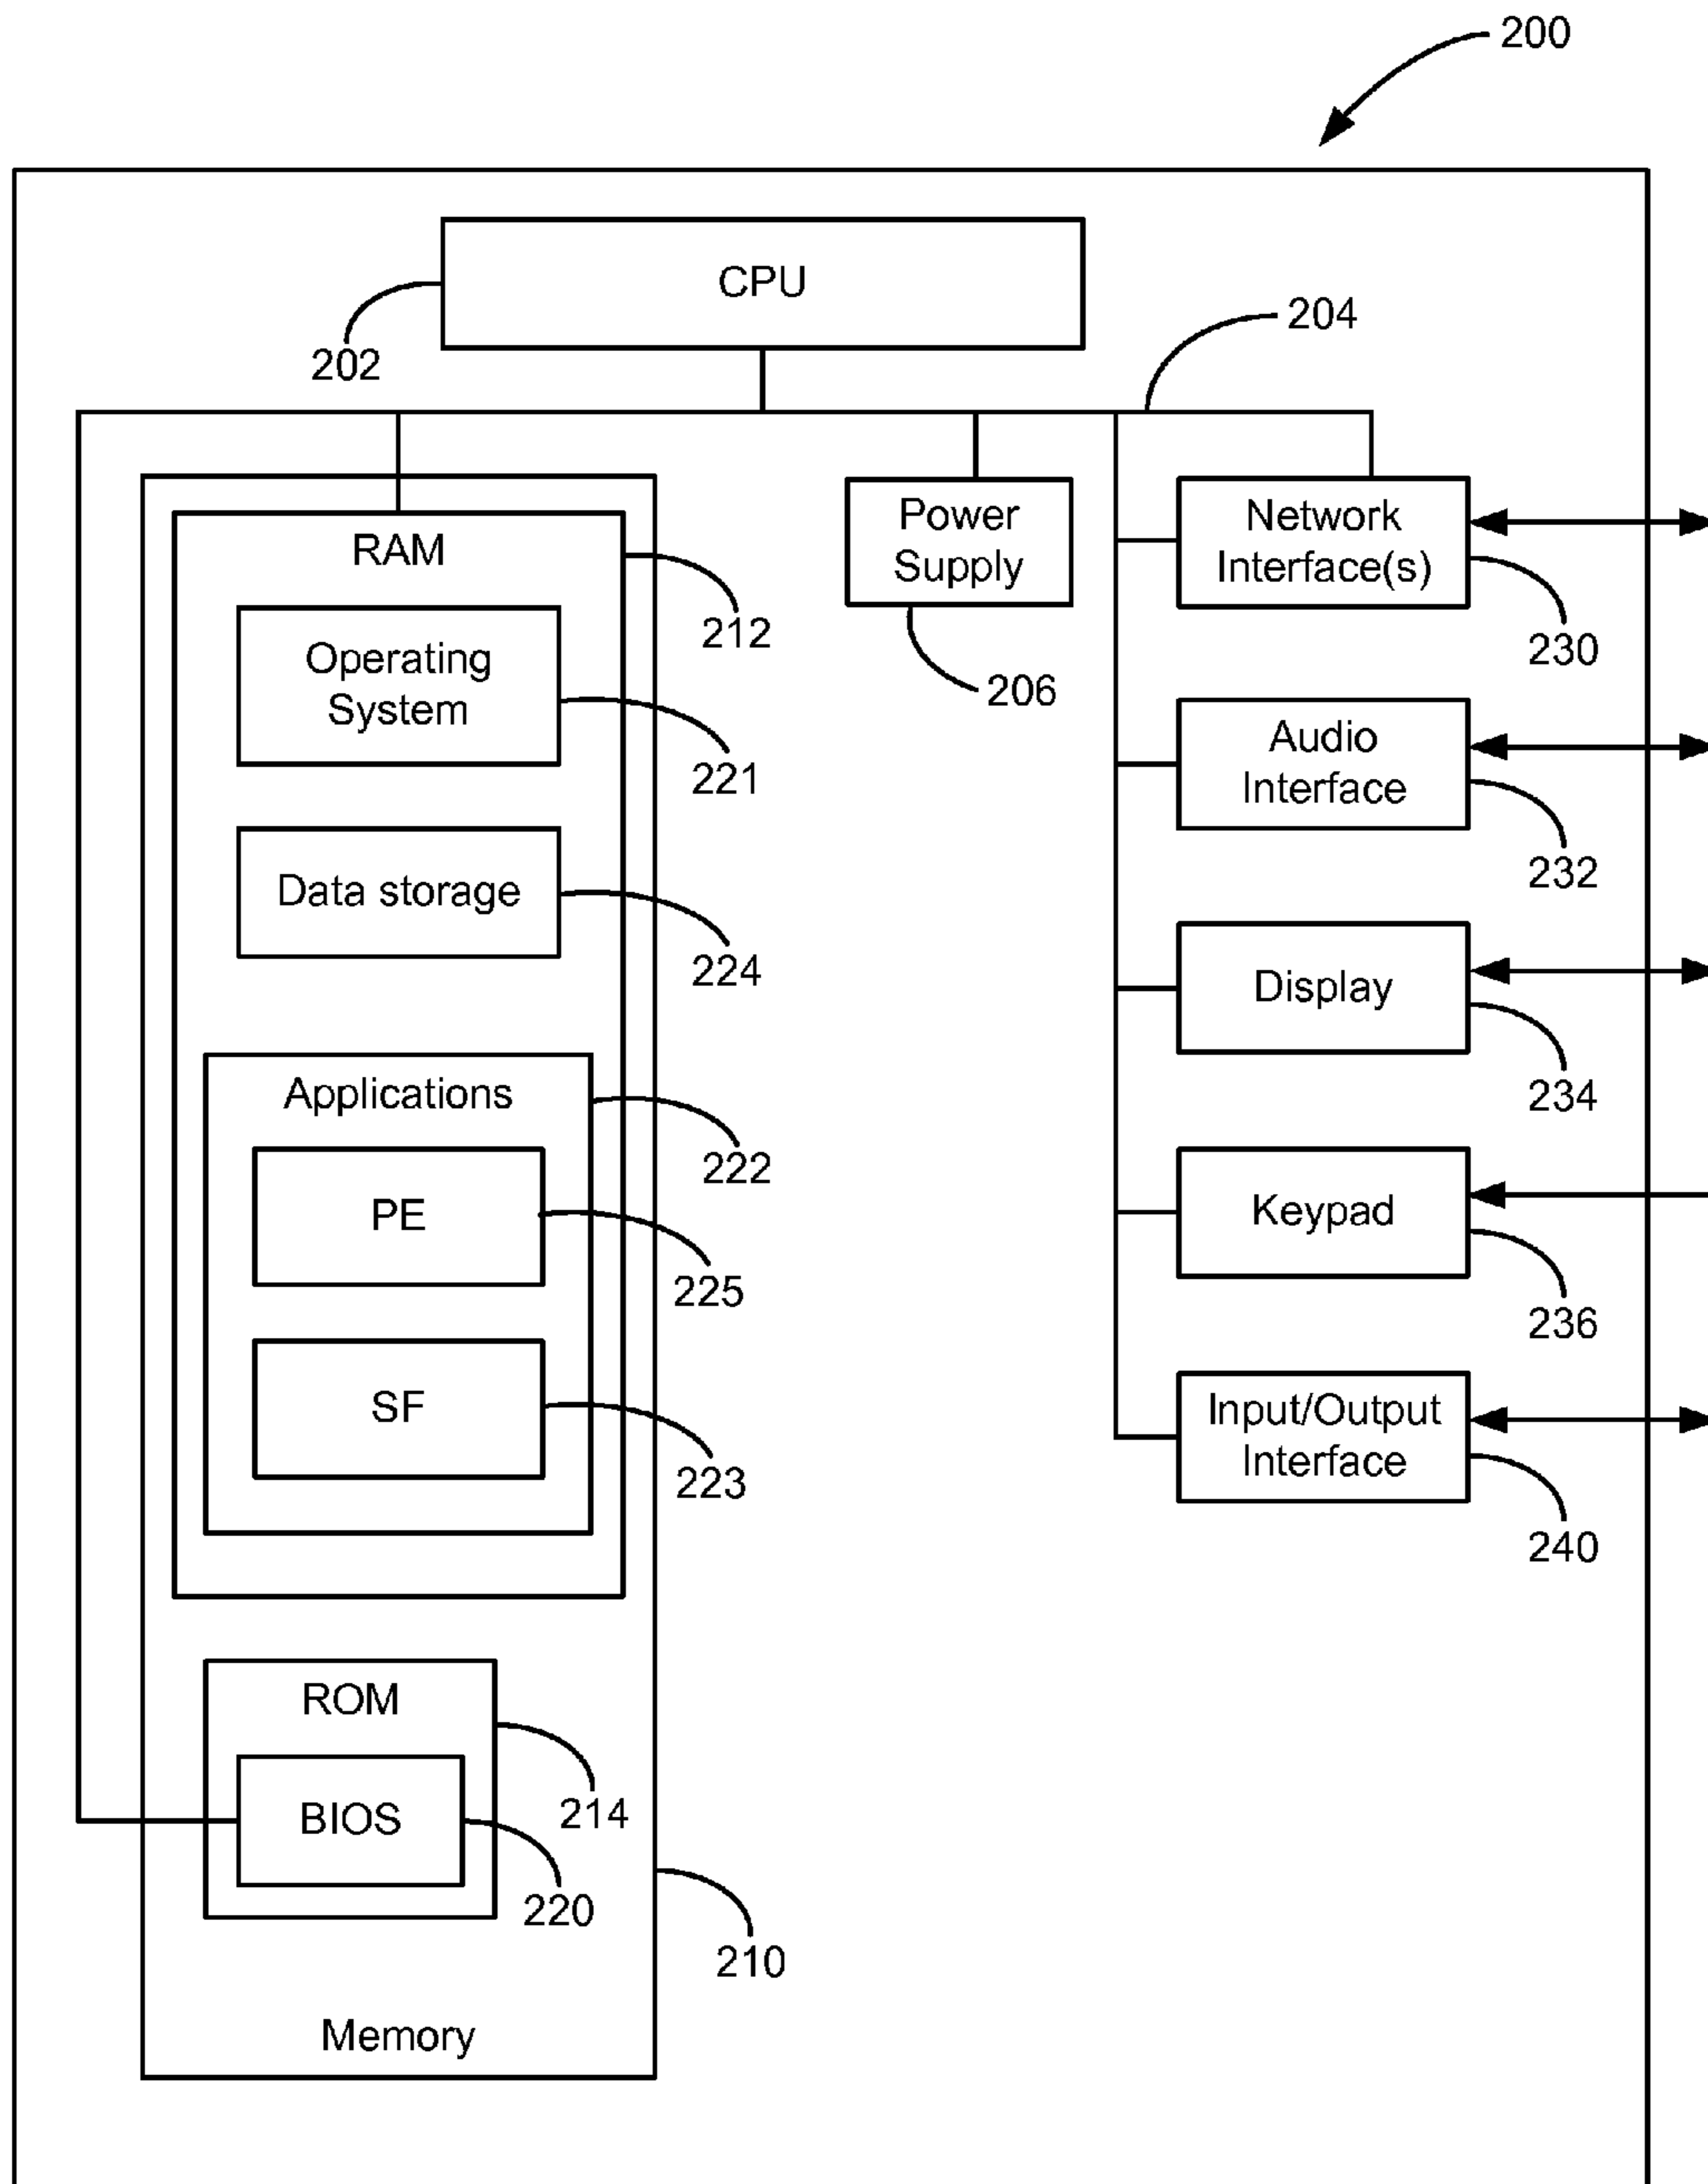 200
CPU
202
204
RAM
212
Operating
System
221
Data storage
224
Applications
222
PE
225
SF
223
ROM
214
BIOS
220
210
Memory
Power
Supply
206
Network
Interface(s)
230
Audio
Interface
232
Display
234
Keypad
236
Input/Output
Interface
240